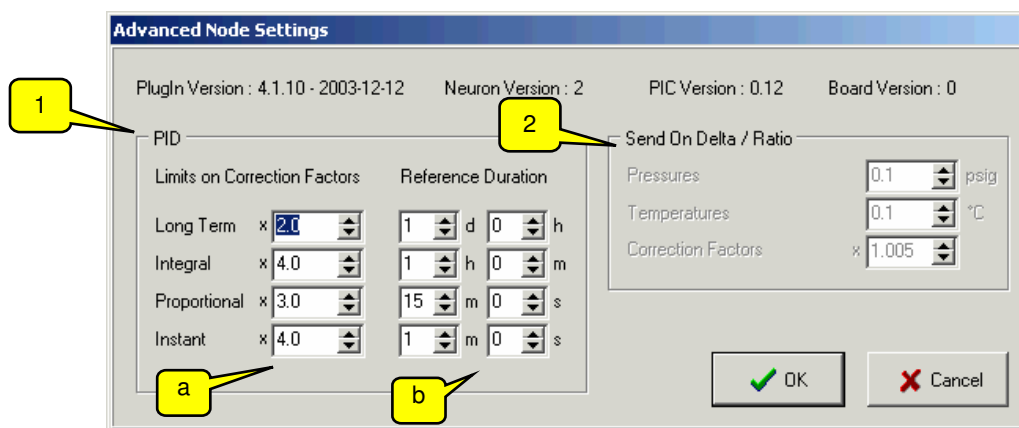 Advanced Node Settings
PlugIn Version : 4.1.10 - 2003-12-12 Neuron Version : 2 PIC Version : 0.12 Board Version : 0
1
2
PID
Send On Delta / Ratio
Limits on Correction Factors Reference Duration
Pressures 0.1 psig
Long Term x 2.0 1 d 0 h
Temperatures 0.1 °C
Integral x 4.0 1 h 0 m
Correction Factors x 1.005
Proportional x 3.0 15 m 0 s
Instant x 4.0 1 m 0 s
a
b
OK
Cancel